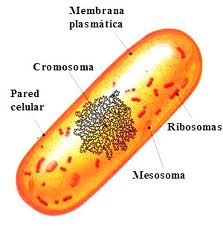 Membrana
plasmática
Cromosoma
Pared
celular
Ribosomas
Mesosoma